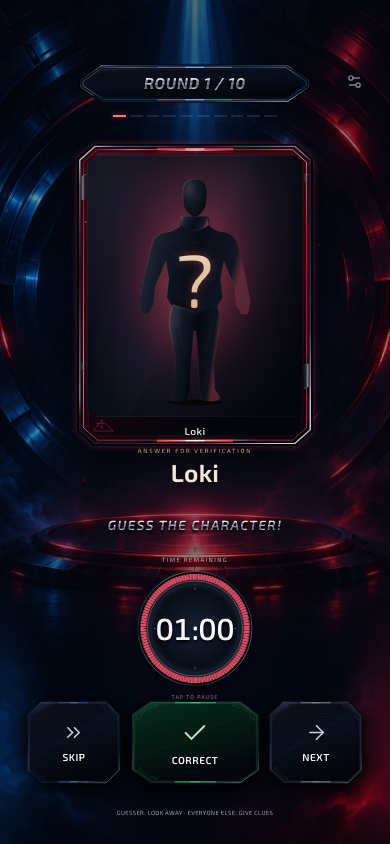 ROUND 1 / 10
?
Loki
ANSWER FOR VERIFICATION
Loki
GUESS THE CHARACTER!
TIME REMAINING
01:00
TAP TO PAUSE
SKIP
CORRECT
NEXT
GUESSER: LOOK AWAY · EVERYONE ELSE: GIVE CLUES